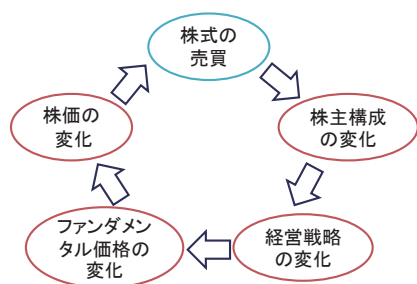 株式の
売買
株主構成
の変化
経営戦略
の変化
ファンダメン
タル価格の
変化
株価の
変化